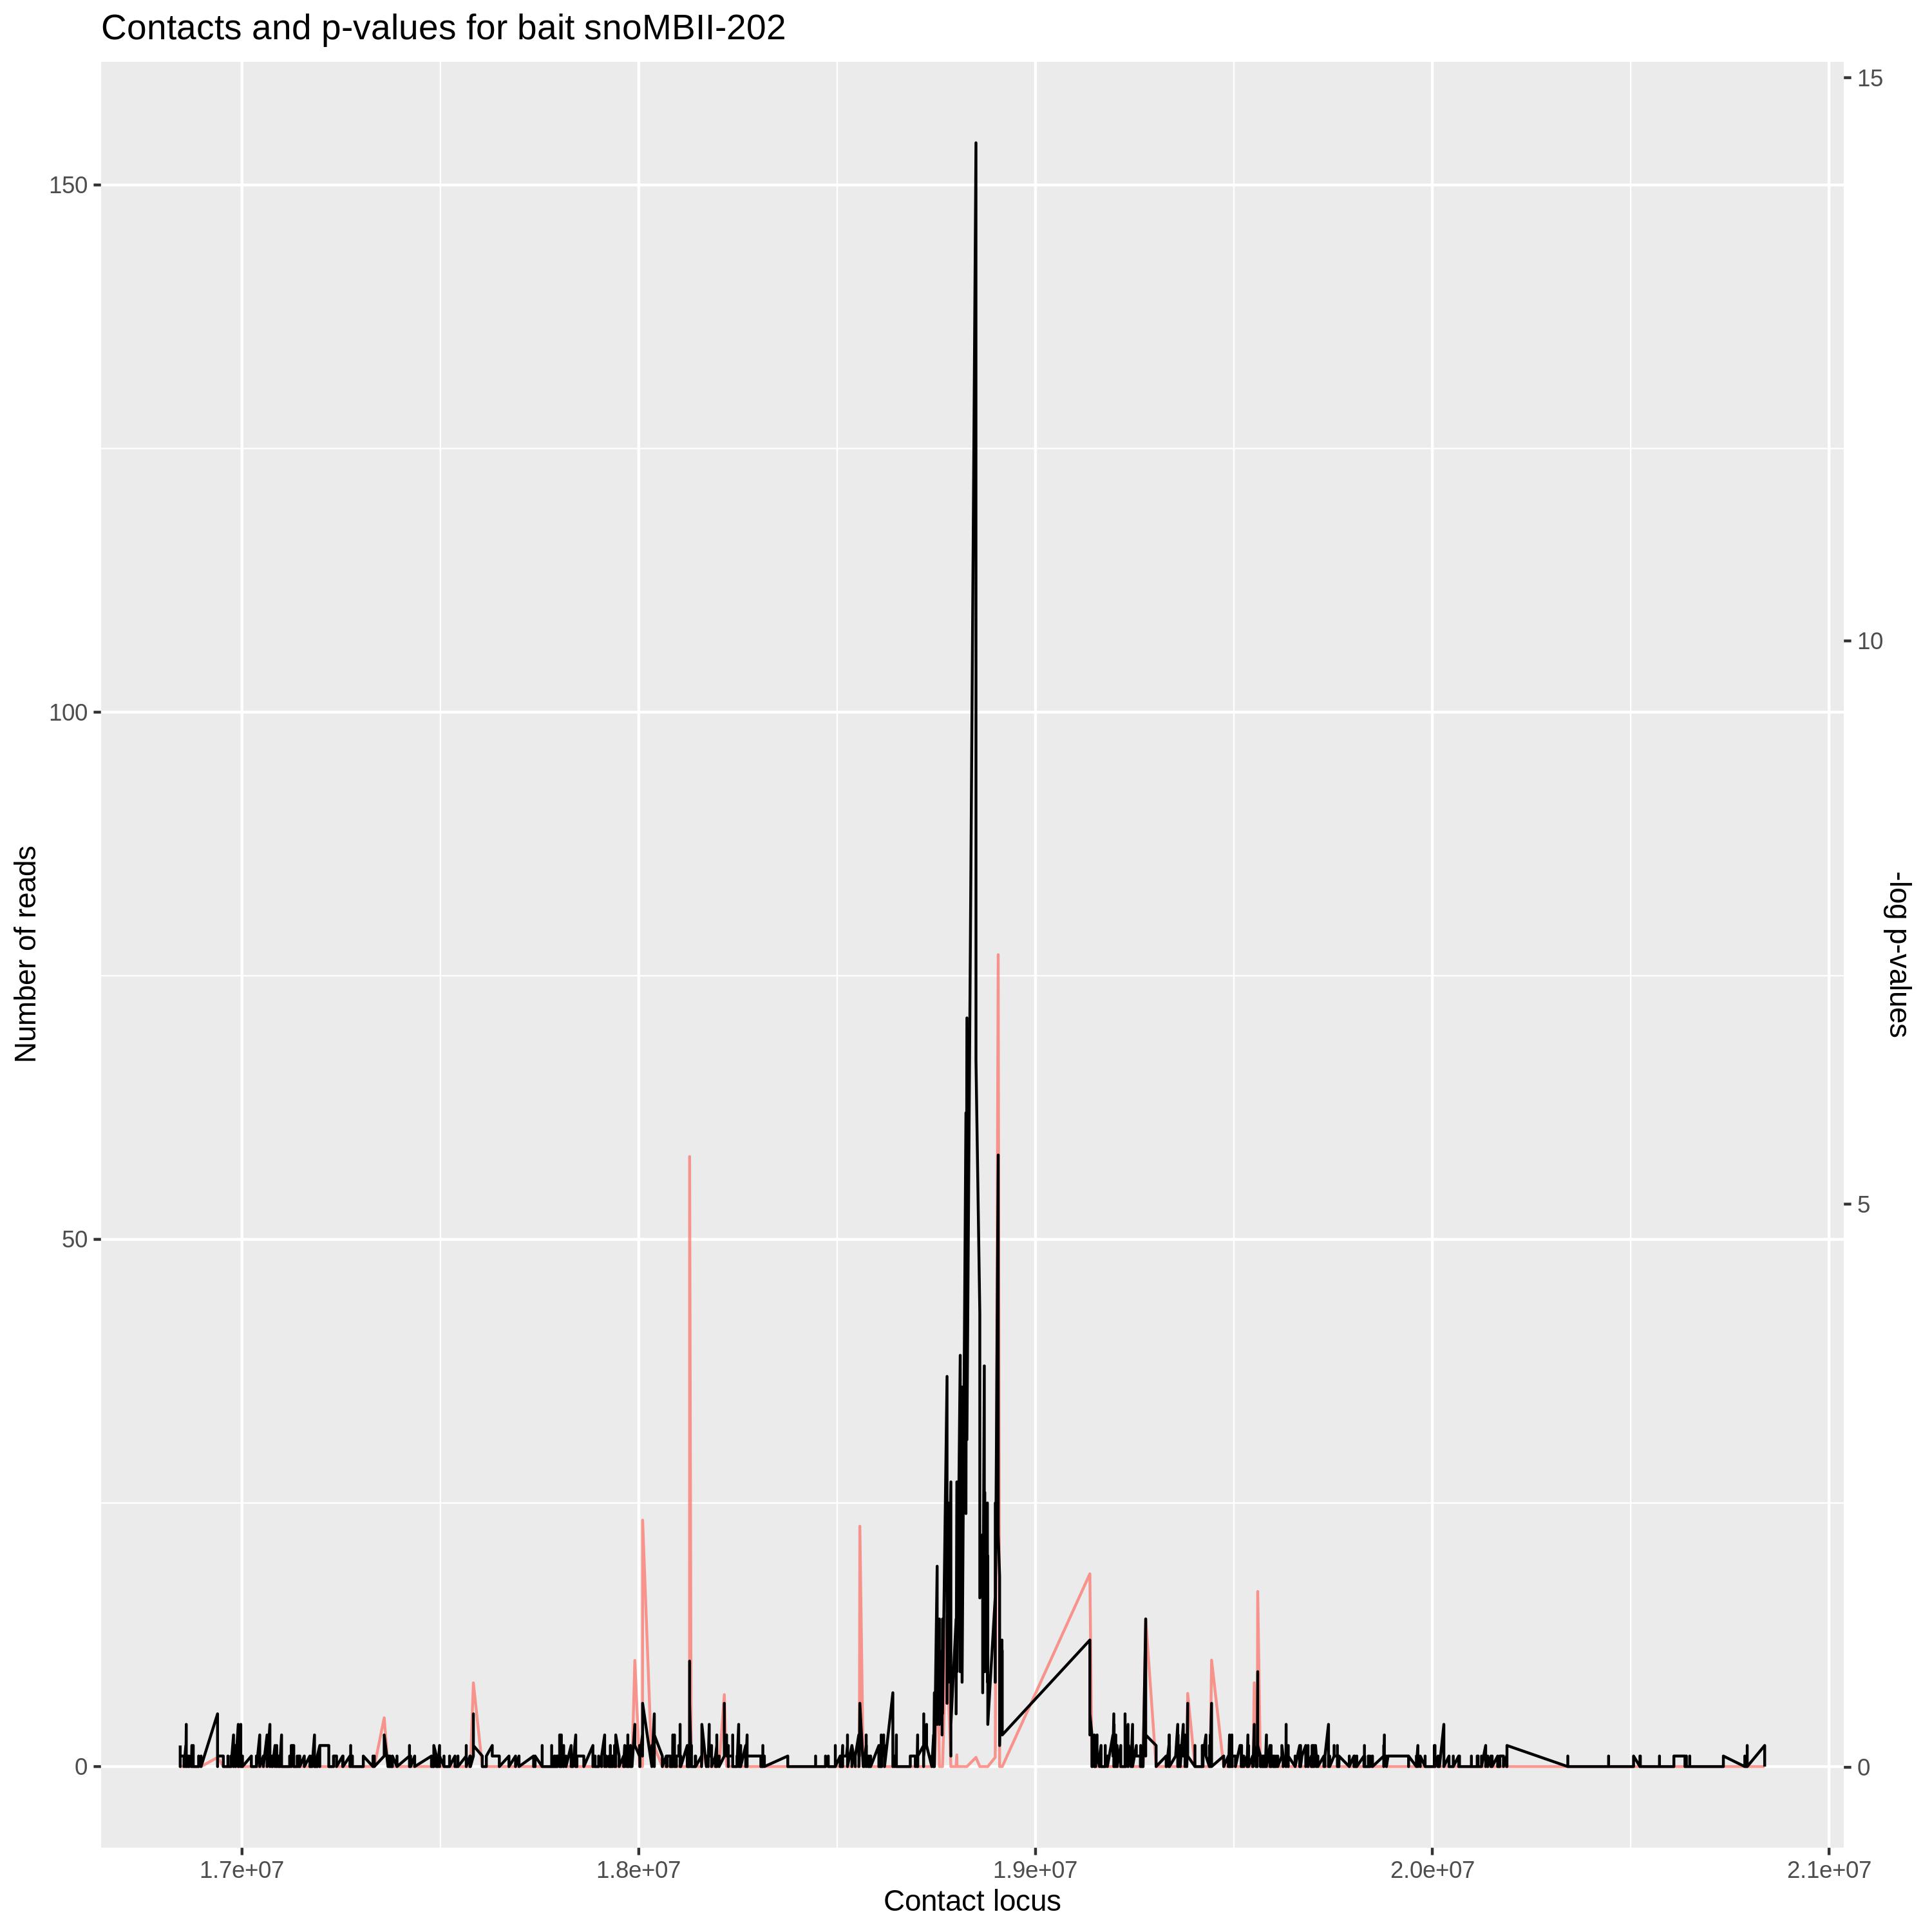 Contacts and p-values for bait snoMBII-202
150
100
50
0
Number of reads
15
10
5
0
-log p-values
1.7e+07
1.8e+07
1.9e+07
2.0e+07
2.1e+07
Contact locus